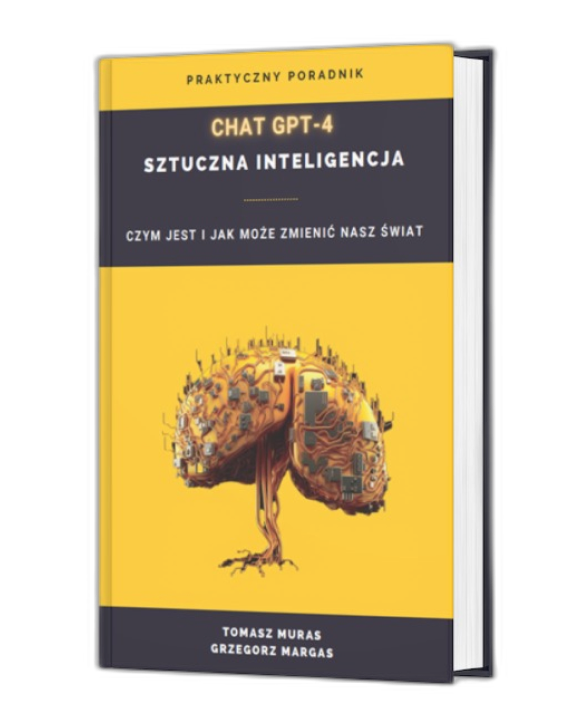 PRAKTYCZNY PORADNIK
CHAT GPT-4
SZTUCZNA INTELIGENCJA
CZYM JEST I JAK MOŻE ZMIENIĆ NASZ ŚWIAT
TOMASZ MURAS
GRZEGORZ MARGAS